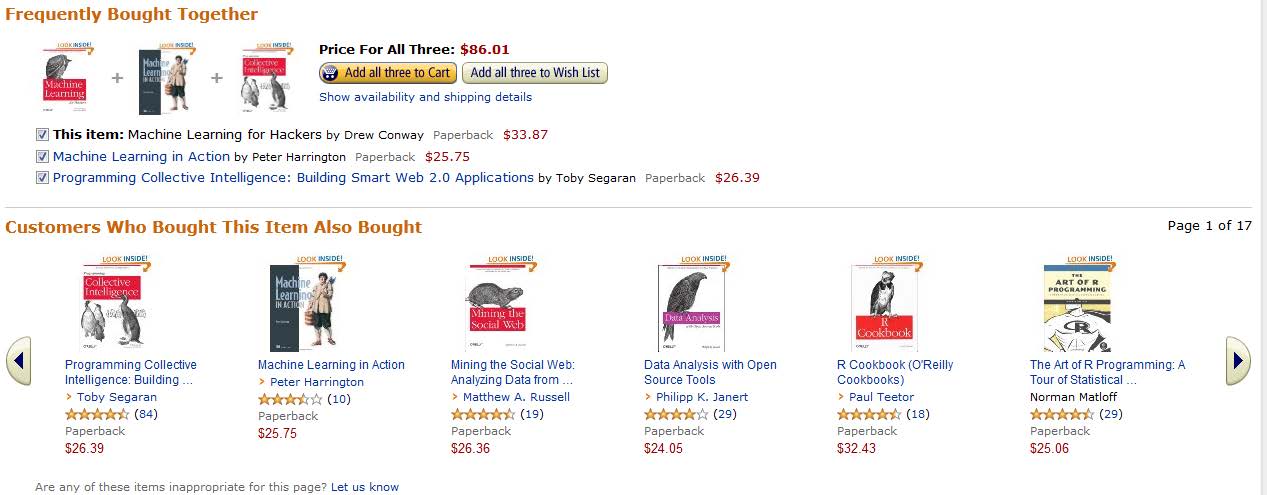 Frequently Bought Together
LOOK INSIDE!
LOOK INSIDE!
LOOK INSIDE!
Machine
Learning
Machine
Learning
IN ACTION
Collective
Intelligence
+
+
Price For All Three: $86.01
Add all three to Cart
Add all three to Wish List
Show availability and shipping details
This item: Machine Learning for Hackers by Drew Conway Paperback $33.87
Machine Learning in Action by Peter Harrington Paperback $25.75
Programming Collective Intelligence: Building Smart Web 2.0 Applications by Toby Segaran Paperback $26.39
Customers Who Bought This Item Also Bought
Page 1 of 17
LOOK INSIDE!
Programming
Collective
Intelligence
O'REILLY
Programming Collective
Intelligence: Building ...
› Toby Segaran
(84)
Paperback
$26.39
LOOK INSIDE!
Machine
Learning
IN ACTION
Machine Learning in Action
› Peter Harrington
(10)
Paperback
$25.75
LOOK INSIDE!
Mining the
Social Web
O'REILLY
Mining the Social Web:
Analyzing Data from ...
› Matthew A. Russell
(19)
Paperback
$26.36
LOOK INSIDE!
Data Analysis
with Open Source Tools
O'REILLY
Data Analysis with Open
Source Tools
› Philipp K. Janert
(29)
Paperback
$24.05
LOOK INSIDE!
R
Cookbook
O'REILLY
R Cookbook (O'Reilly
Cookbooks)
› Paul Teetor
(18)
Paperback
$32.43
LOOK INSIDE!
THE
ART OF R
PROGRAMMING
R
The Art of R Programming: A
Tour of Statistical ...
Norman Matloff
(29)
Paperback
$25.06
Are any of these items inappropriate for this page? Let us know